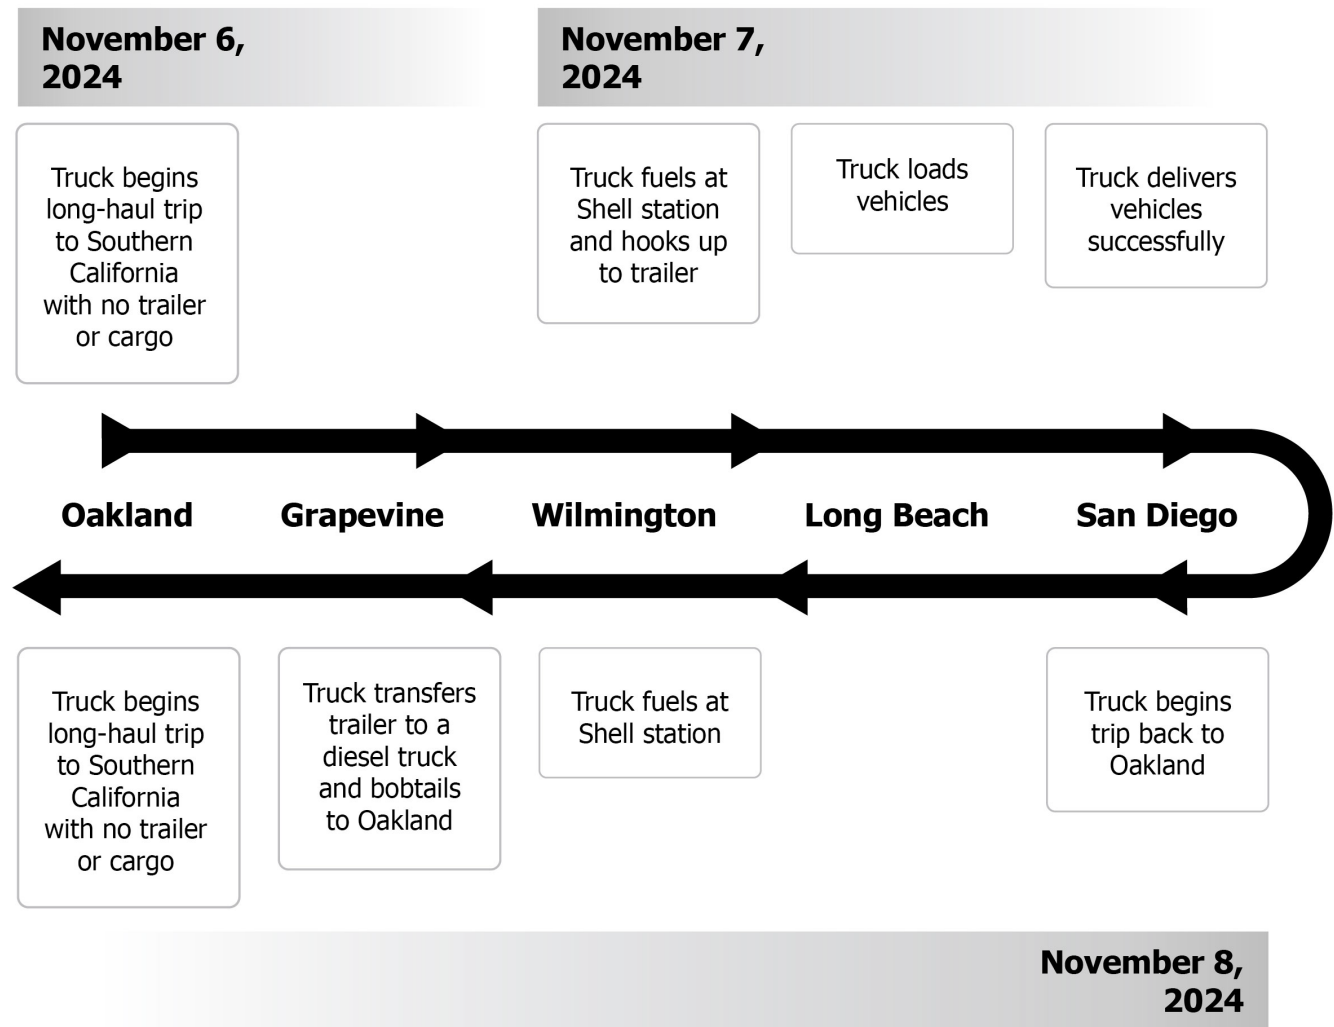 November 6,
2024
November 7,
2024
Truck begins
long-haul trip
to Southern
California
with no trailer
or cargo
Truck fuels at
Shell station
and hooks up
to trailer
Truck loads
vehicles
Truck delivers
vehicles
successfully
Oakland
Grapevine
Wilmington
Long Beach
San Diego
Truck begins
long-haul trip
to Southern
California
with no trailer
or cargo
Truck transfers
trailer to a
diesel truck
and bobtails
to Oakland
Truck fuels at
Shell station
Truck begins
trip back to
Oakland
November 8,
2024